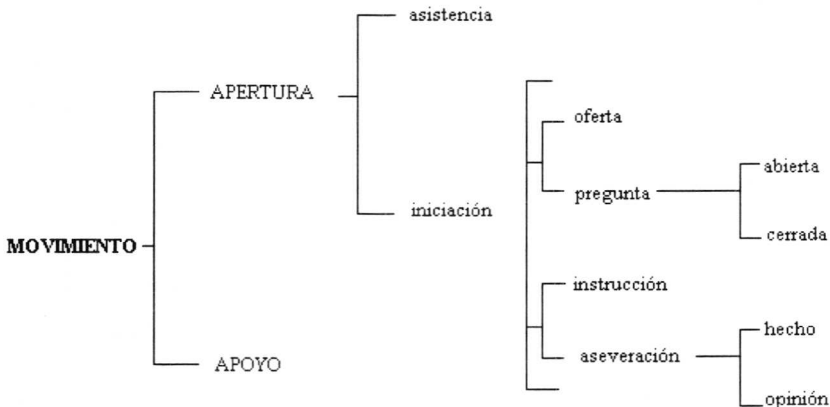 asistencia
APERTURA
oferta
abierta
pregunta
iniciación
cerrada
MOVIMIENTO
instrucción
hecho
aseveración
APOYO
opinión